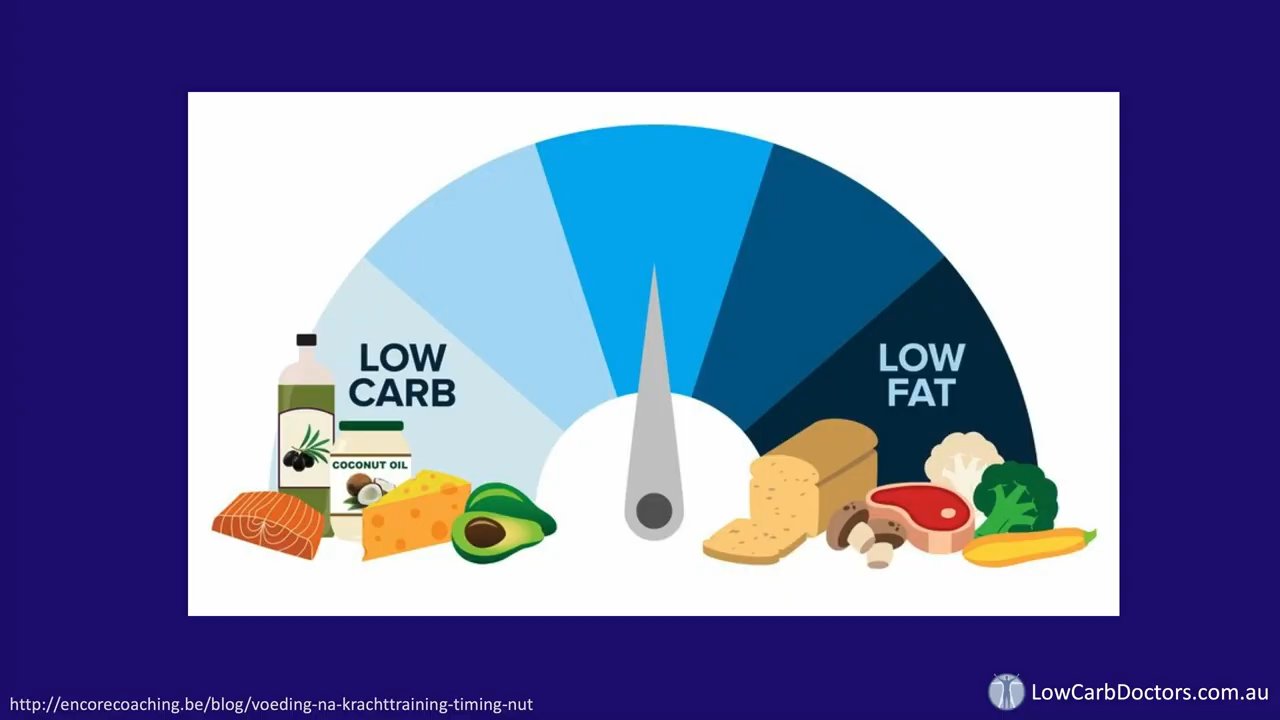 LOW
CARB
LOW
FAT
COCONUT OIL
http://encorecoaching.be/blog/voeding-na-krachttraining-timing-nut
LowCarbDoctors.com.au